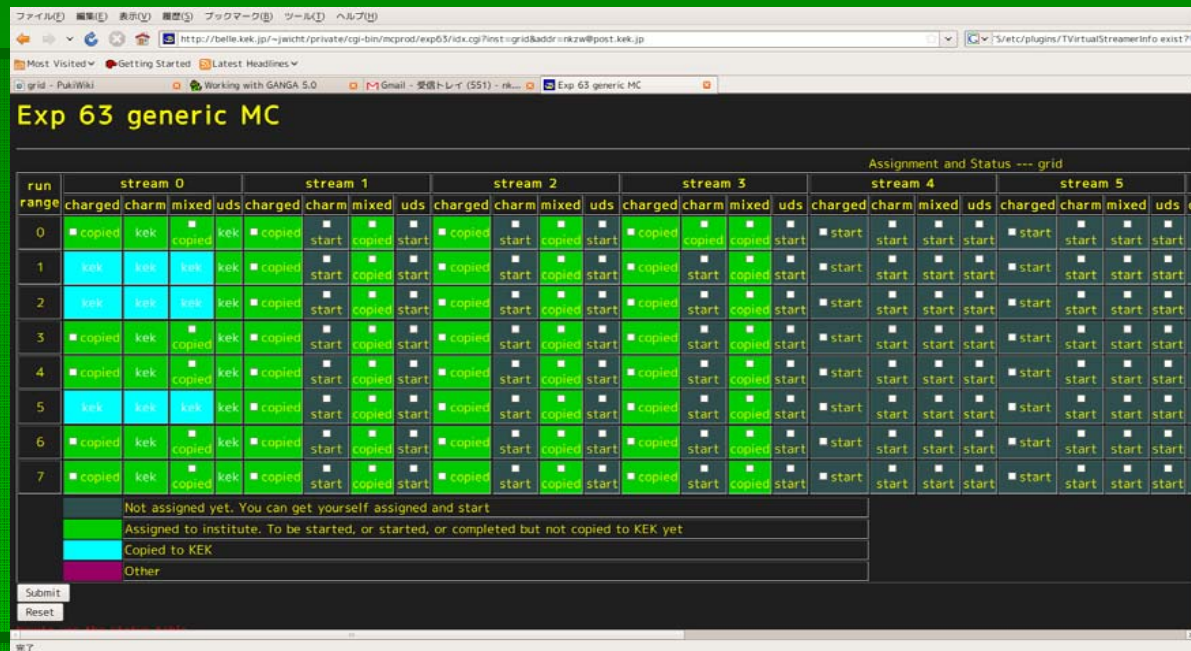 ファイル(F) 編集(E) 表示(V) 履歴(S) ブックマーク(B) ツール(T) ヘルプ(H)
http://belle.kek.jp/~jwicht/private/cgi-bin/mcprod/exp63/idx.cgi?inst=grid&addr=nkzw@post.kek.jp S/etc/plugins/TVirtualStreamerInfo exist?
Most Visited Getting Started Latest Headlines
grid - PukiWiki Working with GANGA 5.0 Gmail - 受信トレイ (551) - nk... Exp 63 generic MC
Exp 63 generic MC
Assignment and Status --- grid
run range stream 0 stream 1 stream 2 stream 3 stream 4 stream 5
charged charm mixed uds charged charm mixed uds charged charm mixed uds charged charm mixed uds charged charm mixed uds charged charm mixed uds
0 copied kek copied kek copied start copied start copied start copied start copied copied copied start start start start start start start start start
1 kek kek kek kek copied start copied start copied start copied start copied start copied start start start start start start start start start
2 kek kek kek kek copied start copied start copied start copied start copied start copied start start start start start start start start start
3 copied kek copied kek copied start copied start copied start copied start copied start copied start start start start start start start start start
4 copied kek copied kek copied start copied start copied start copied start copied start copied start start start start start start start start start
5 kek kek kek kek copied start copied start copied start copied start copied start copied start start start start start start start start start
6 copied kek copied kek copied start copied start copied start copied start copied start copied start start start start start start start start start
7 copied kek copied kek copied start copied start copied start copied start copied start copied start start start start start start start start start
Not assigned yet. You can get yourself assigned and start
Assigned to institute. To be started, or started, or completed but not copied to KEK yet
Copied to KEK
Other
Submit
Reset
完了